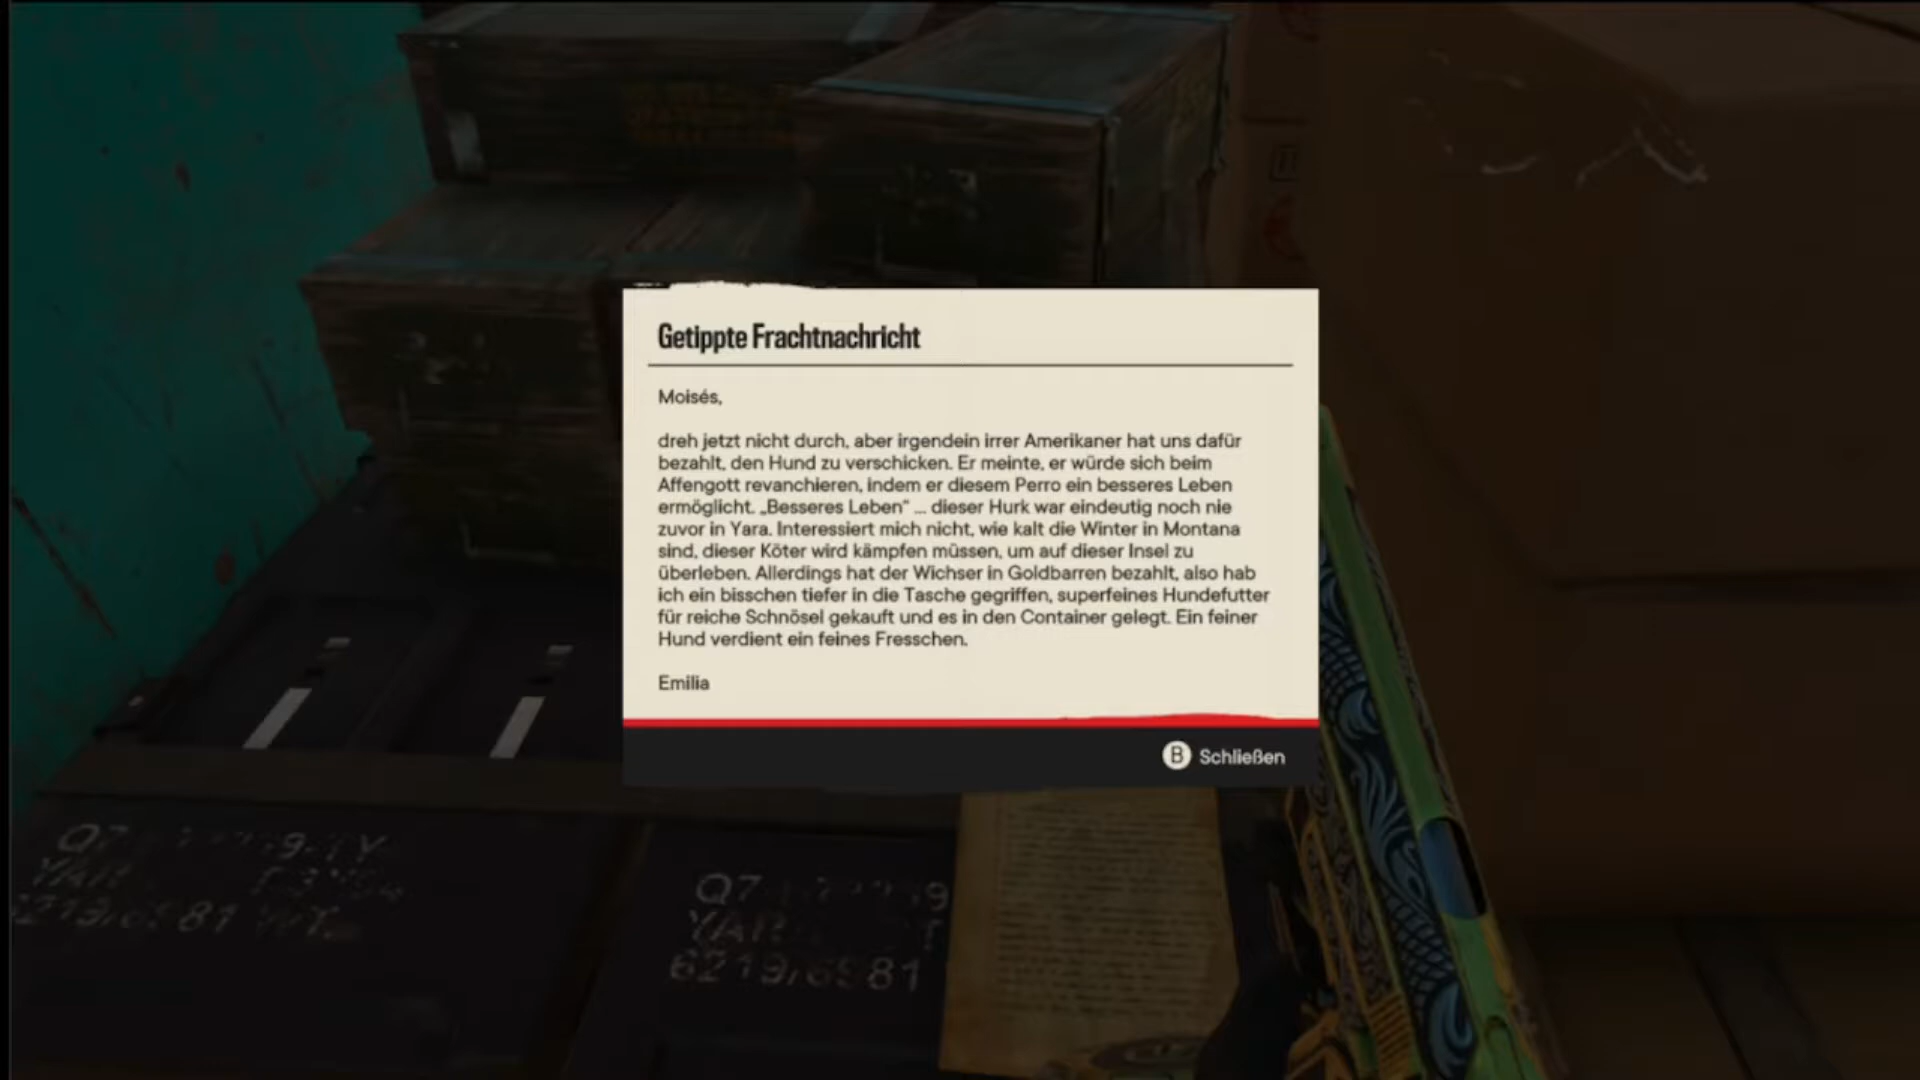 Getippte Frachtnachricht
Moisés,
dreh jetzt nicht durch, aber irgendein irrer Amerikaner hat uns dafür
bezahlt, den Hund zu verschicken. Er meinte, er würde sich beim
Affengott revanchieren, indem er diesem Perro ein besseres Leben
ermöglicht. „Besseres Leben“ ... dieser Hurk war eindeutig noch nie
zuvor in Yara. Interessiert mich nicht, wie kalt die Winter in Montana
sind, dieser Köter wird kämpfen müssen, um auf dieser Insel zu
überleben. Allerdings hat der Wichser in Goldbarren bezahlt, also hab
ich ein bisschen tiefer in die Tasche gegriffen, superfeines Hundefutter
für reiche Schnösel gekauft und es in den Container gelegt. Ein feiner
Hund verdient ein feines Fresschen.
Emilia
B Schließen